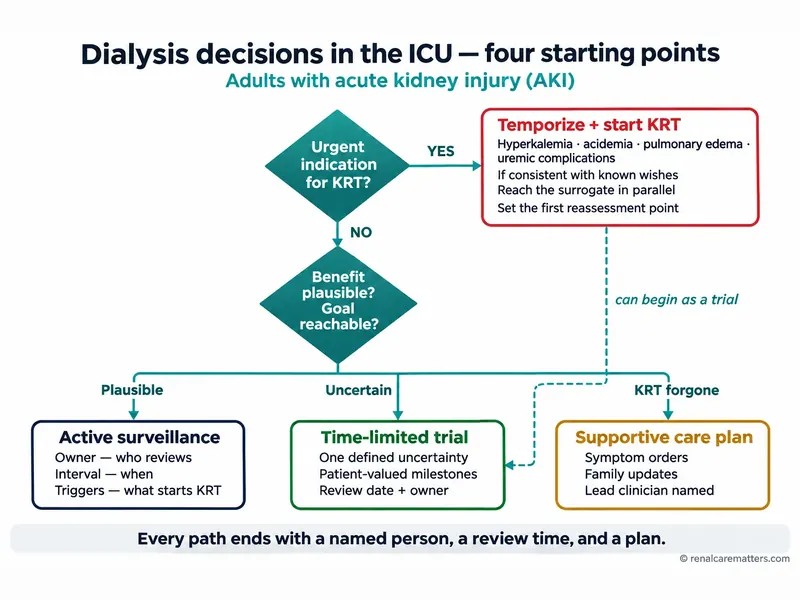 Dialysis decisions in the ICU — four starting points
Adults with acute kidney injury (AKI)
Urgent
indication
for KRT?
YES
Temporize + start KRT
Hyperkalemia · acidemia · pulmonary edema ·
uremic complications
If consistent with known wishes
Reach the surrogate in parallel
Set the first reassessment point
NO
Benefit
plausible?
Goal
reachable?
can begin as a trial
Plausible
Uncertain
KRT forgone
Active surveillance
Owner — who reviews
Interval — when
Triggers — what starts KRT
Time-limited trial
One defined uncertainty
Patient-valued milestones
Review date + owner
Supportive care plan
Symptom orders
Family updates
Lead clinician named
Every path ends with a named person, a review time, and a plan.
© renalcarematters.com